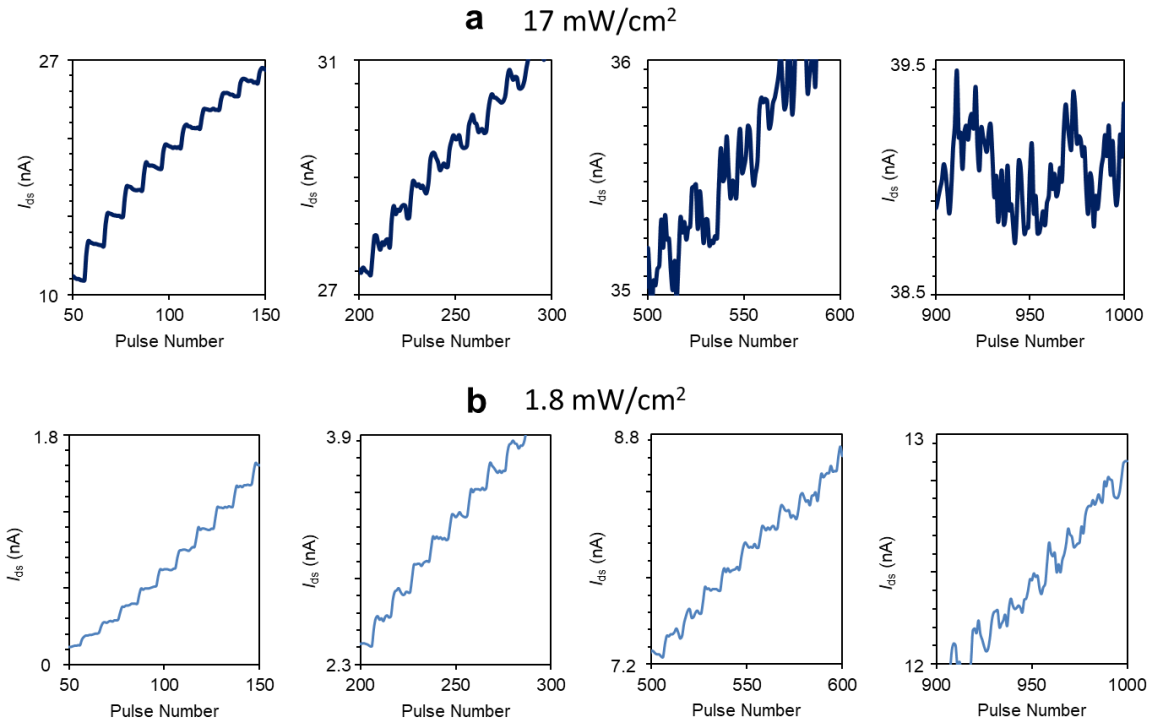 a 17 mW/cm²
27
10
Ids (nA)
50 100 150
Pulse Number
31
27
Ids (nA)
200 250 300
Pulse Number
36
35
Ids (nA)
500 550 600
Pulse Number
39.5
38.5
Ids (nA)
900 950 1000
Pulse Number
b 1.8 mW/cm²
1.8
0
Ids (nA)
50 100 150
Pulse Number
3.9
2.3
Ids (nA)
200 250 300
Pulse Number
8.8
7.2
Ids (nA)
500 550 600
Pulse Number
13
12
Ids (nA)
900 950 1000
Pulse Number